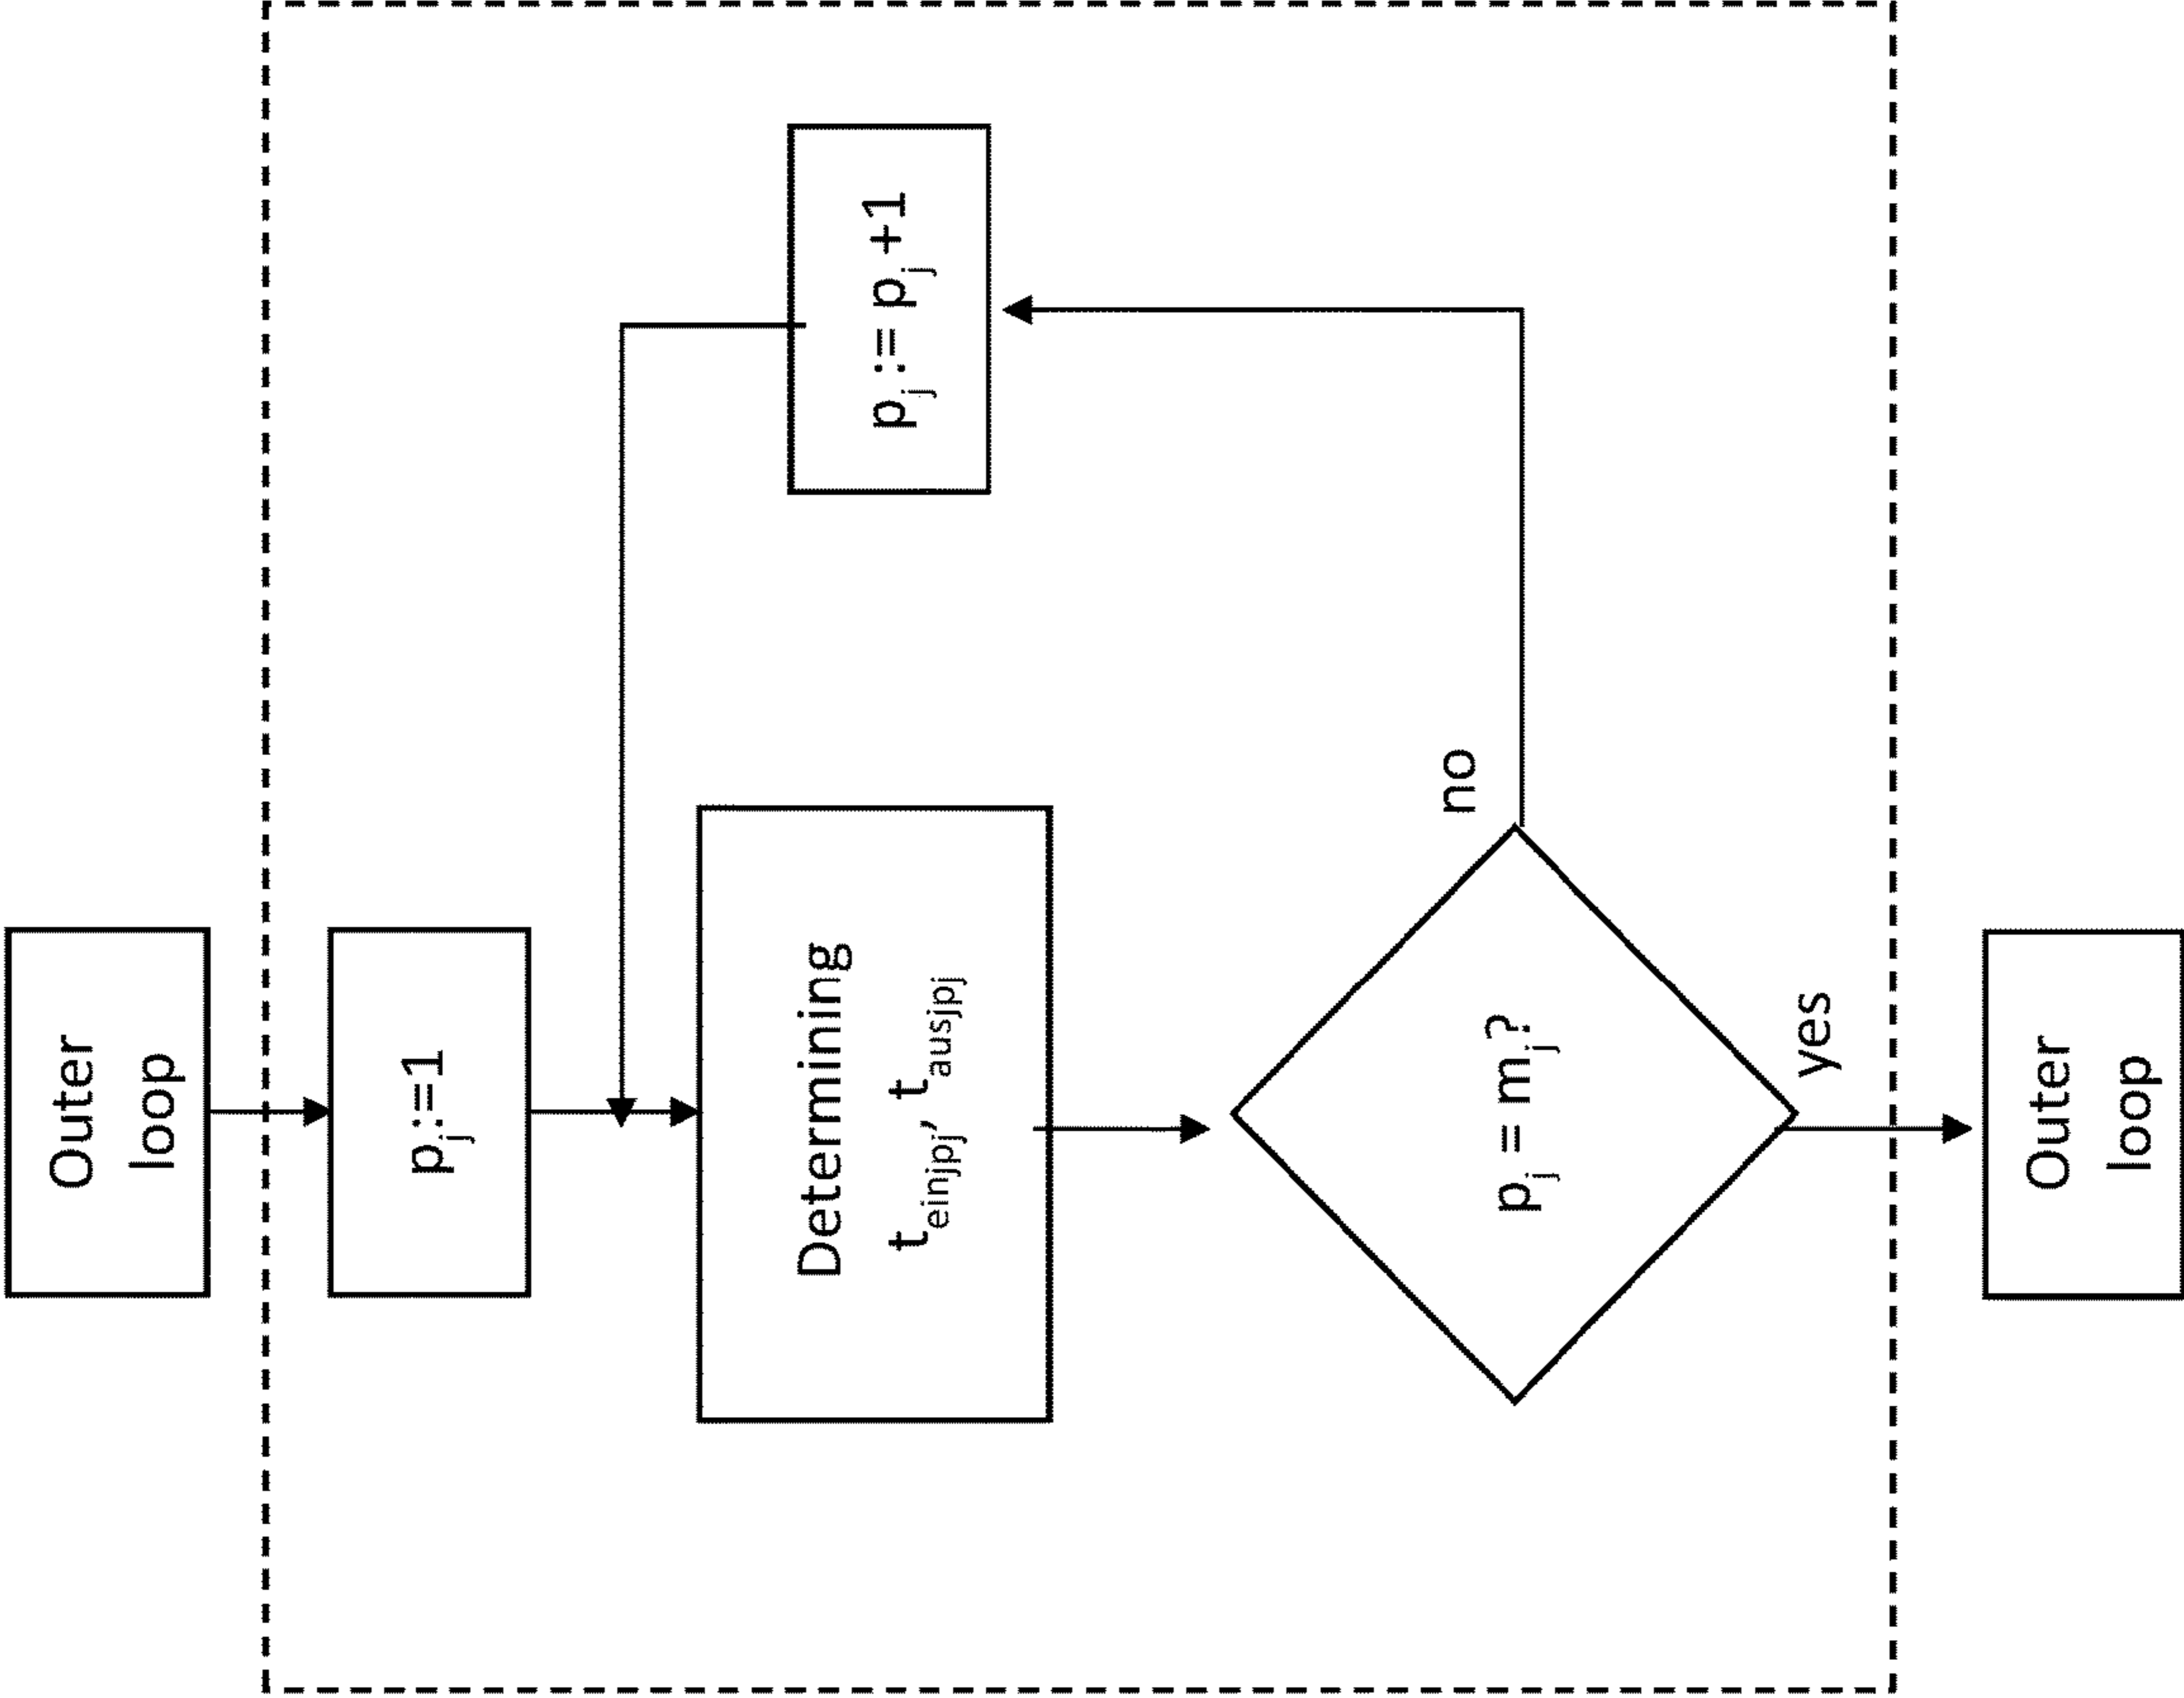 Outer
loop
pj:=1
Determining
teinjpj, tausjpj
pj = mj?
no
pj := pj +1
yes
Outer
loop